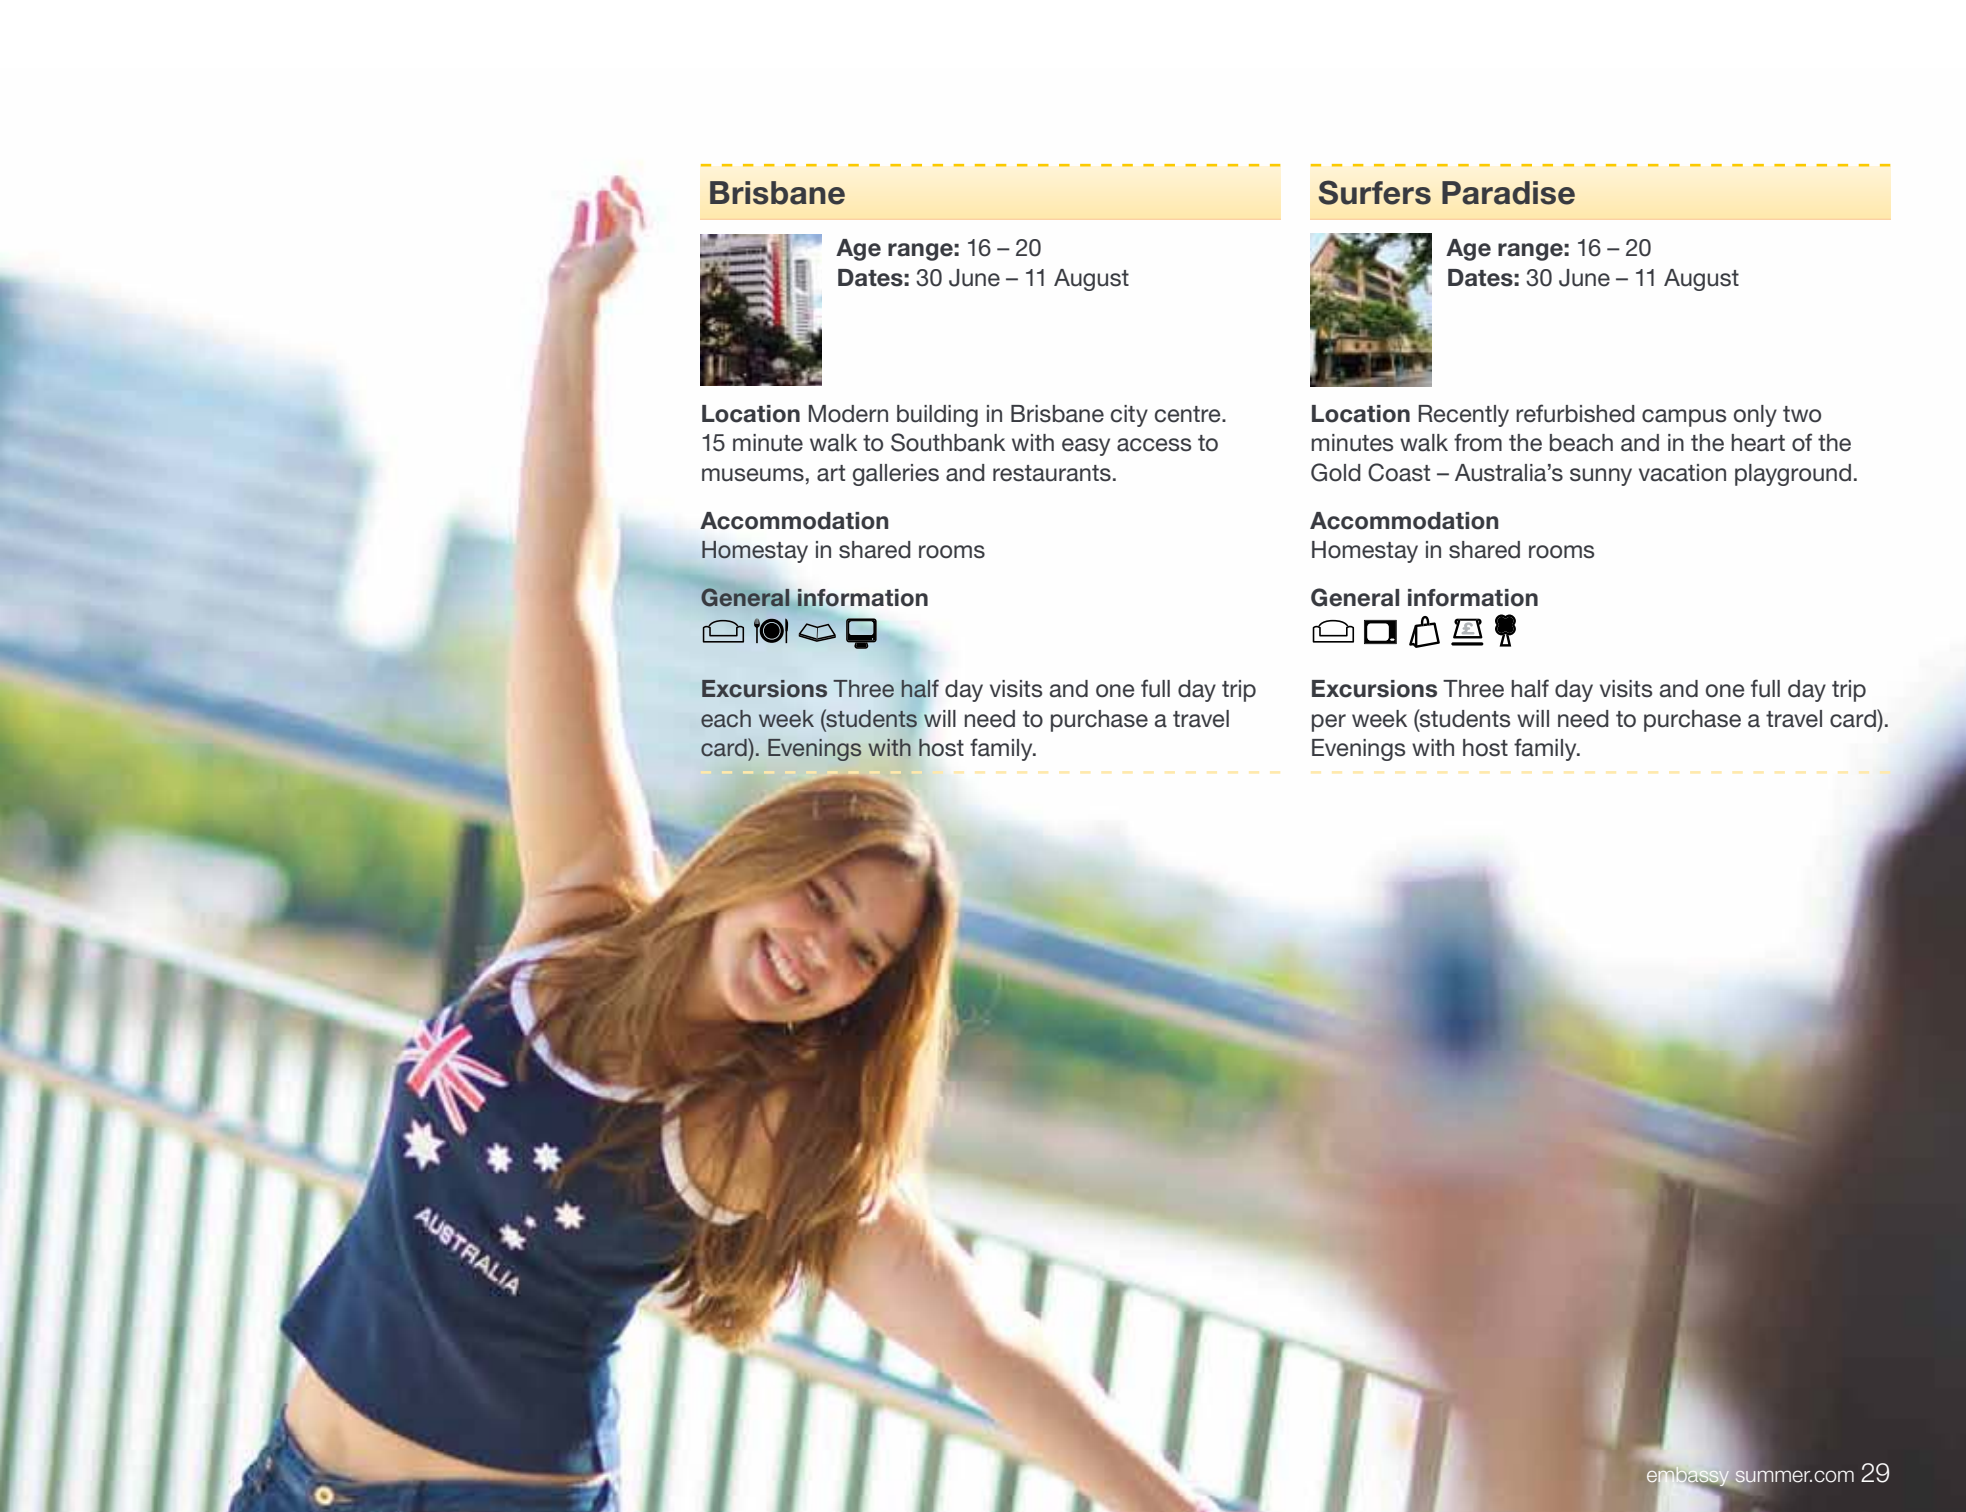 Brisbane
Age range: 16 – 20
Dates: 30 June – 11 August
Location Modern building in Brisbane city centre.
15 minute walk to Southbank with easy access to
museums, art galleries and restaurants.
Accommodation
Homestay in shared rooms
General information
Excursions Three half day visits and one full day trip
each week (students will need to purchase a travel
card). Evenings with host family.
Surfers Paradise
Age range: 16 – 20
Dates: 30 June – 11 August
Location Recently refurbished campus only two
minutes walk from the beach and in the heart of the
Gold Coast – Australia’s sunny vacation playground.
Accommodation
Homestay in shared rooms
General information
£
Excursions Three half day visits and one full day trip
per week (students will need to purchase a travel card).
Evenings with host family.
AUSTRALIA
embassy summer.com 29